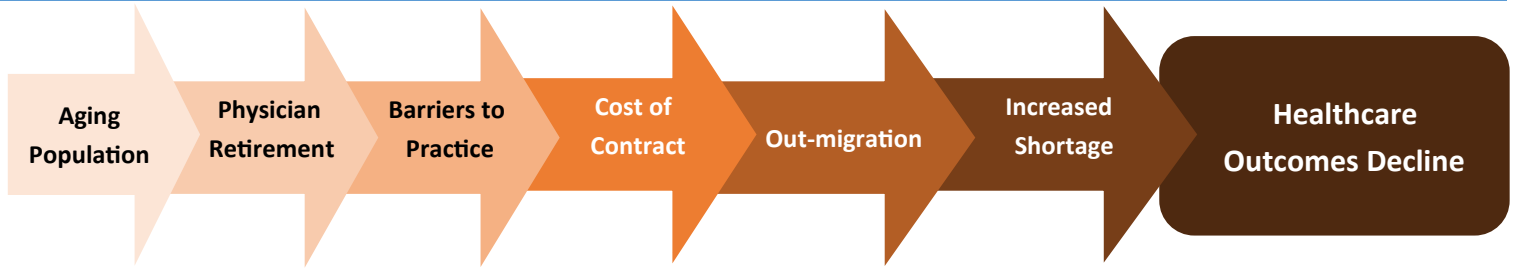 Aging
Population
Physician
Retirement
Barriers to
Practice
Cost of
Contract
Out-migration
Increased
Shortage
Healthcare
Outcomes Decline